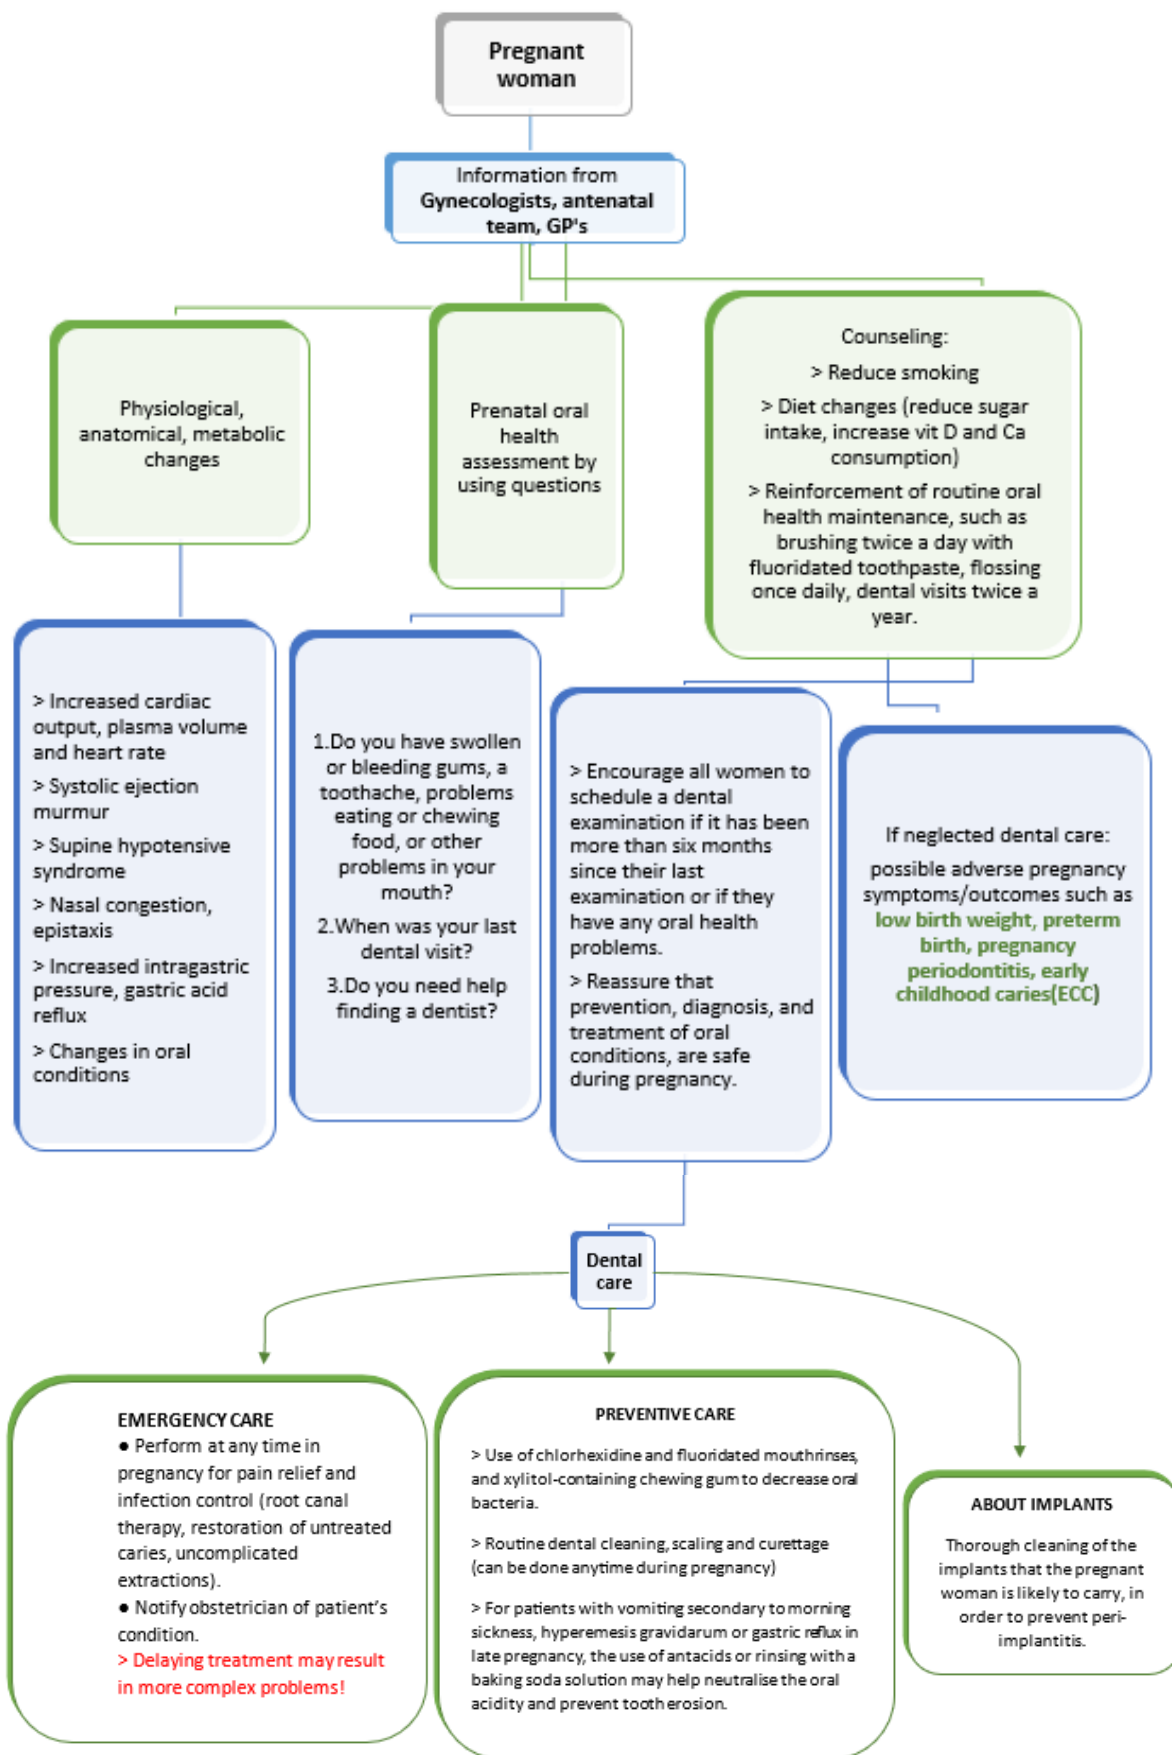 Pregnant
woman
Information from
Gynecologists, antenatal
team, GP's
Physiological,
anatomical, metabolic
changes
Prenatal oral
health
assessment by
using questions
Counseling:
> Reduce smoking
> Diet changes (reduce sugar
intake, increase vit D and Ca
consumption)
> Reinforcement of routine oral
health maintenance, such as
brushing twice a day with
fluoridated toothpaste, flossing
once daily, dental visits twice a
year.
> Increased cardiac
output, plasma volume
and heart rate
> Systolic ejection
murmur
> Supine hypotensive
syndrome
> Nasal congestion,
epistaxis
> Increased intragastric
pressure, gastric acid
reflux
> Changes in oral
conditions
1.Do you have swollen
or bleeding gums, a
toothache, problems
eating or chewing
food, or other
problems in your
mouth?
2.When was your last
dental visit?
3.Do you need help
finding a dentist?
> Encourage all women to
schedule a dental
examination if it has been
more than six months
since their last
examination or if they
have any oral health
problems.
> Reassure that
prevention, diagnosis, and
treatment of oral
conditions, are safe
during pregnancy.
If neglected dental care:
possible adverse pregnancy
symptoms/outcomes such as
low birth weight, preterm
birth, pregnancy
periodontitis, early
childhood caries(ECC)
Dental
care
EMERGENCY CARE
● Perform at any time in
pregnancy for pain relief and
infection control (root canal
therapy, restoration of untreated
caries, uncomplicated
extractions).
● Notify obstetrician of patient's
condition.
> Delaying treatment may result
in more complex problems!
PREVENTIVE CARE
> Use of chlorhexidine and fluoridated mouthrinses,
and xylitol-containing chewing gum to decrease oral
bacteria.
> Routine dental cleaning, scaling and curettage
(can be done anytime during pregnancy)
> For patients with vomiting secondary to morning
sickness, hyperemesis gravidarum or gastric reflux in
late pregnancy, the use of antacids or rinsing with a
baking soda solution may help neutralise the oral
acidity and prevent tooth erosion.
ABOUT IMPLANTS
Thorough cleaning of the
implants that the pregnant
woman is likely to carry, in
order to prevent peri-
implantitis.